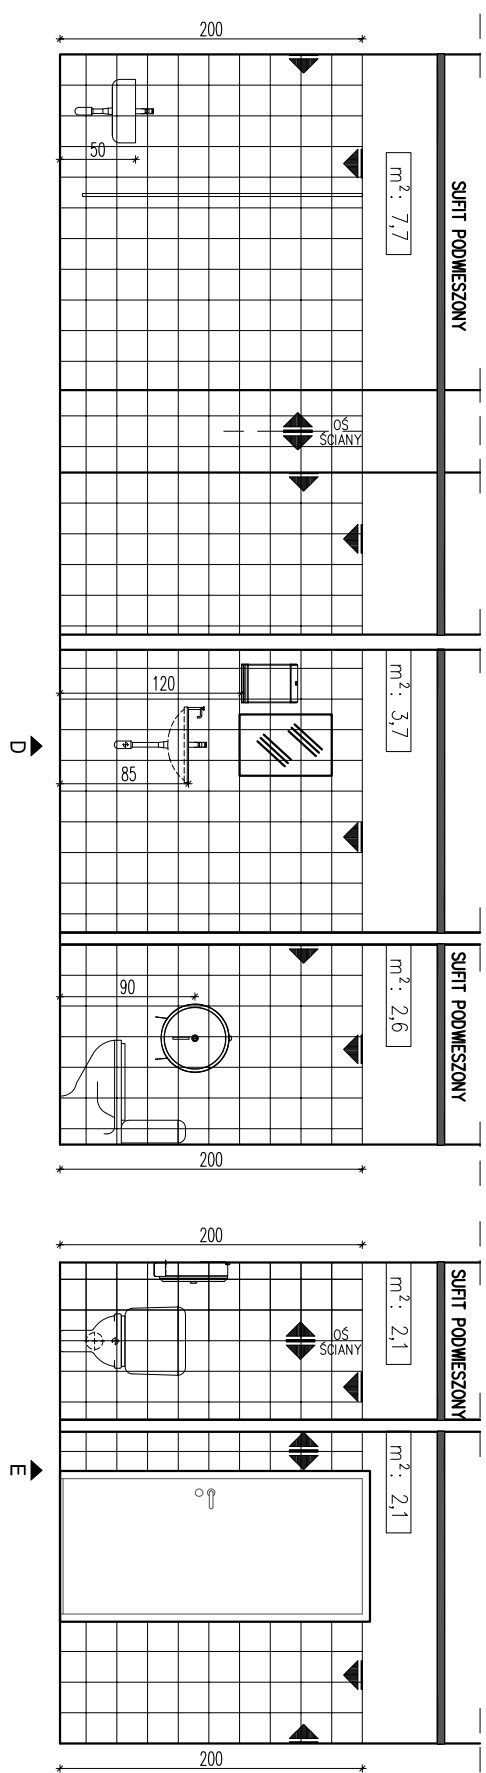 200
50
m²: 7,7
SUFIT PODWIESZONY
OŚ
ŚCIANY
120
85
m²: 3,7
D
90
m²: 2,6
SUFIT PODWIESZONY
200
200
m²: 2,1
SUFIT PODWIESZONY
OŚ
ŚCIANY
m²: 2,1
E
200